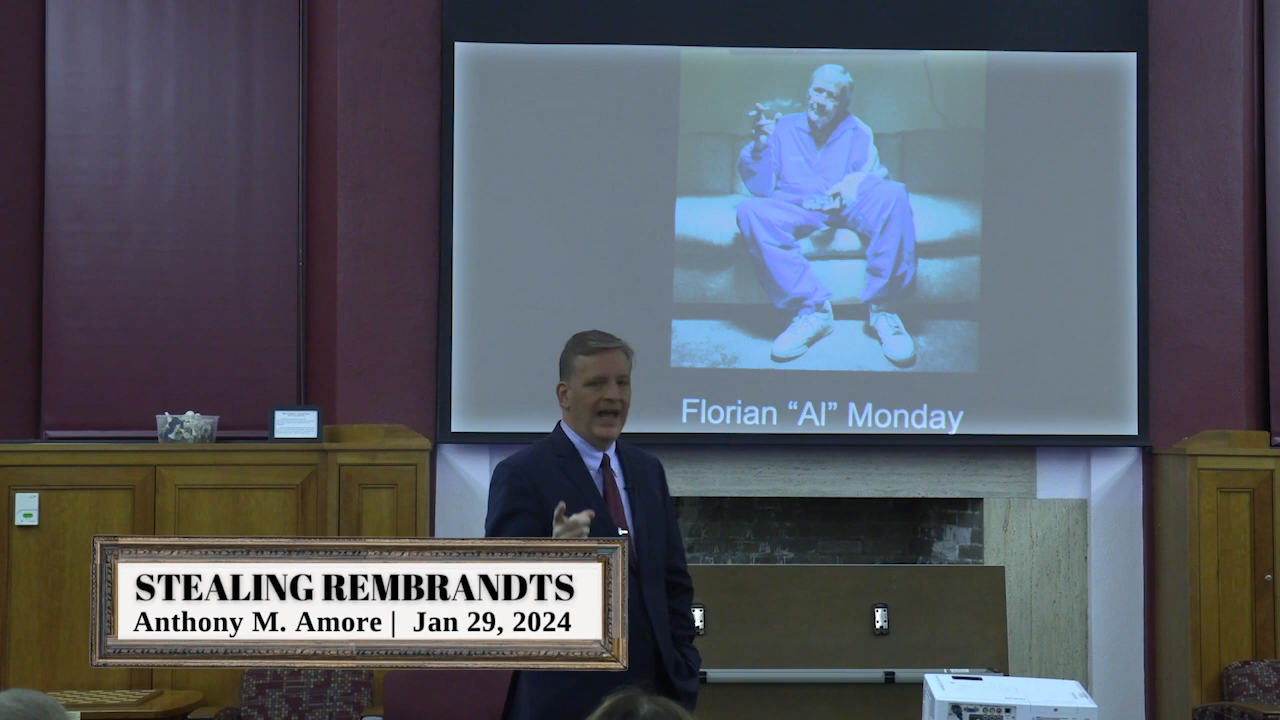 Florian “Al” Monday
STEALING REMBRANDTS
Anthony M. Amore | Jan 29, 2024